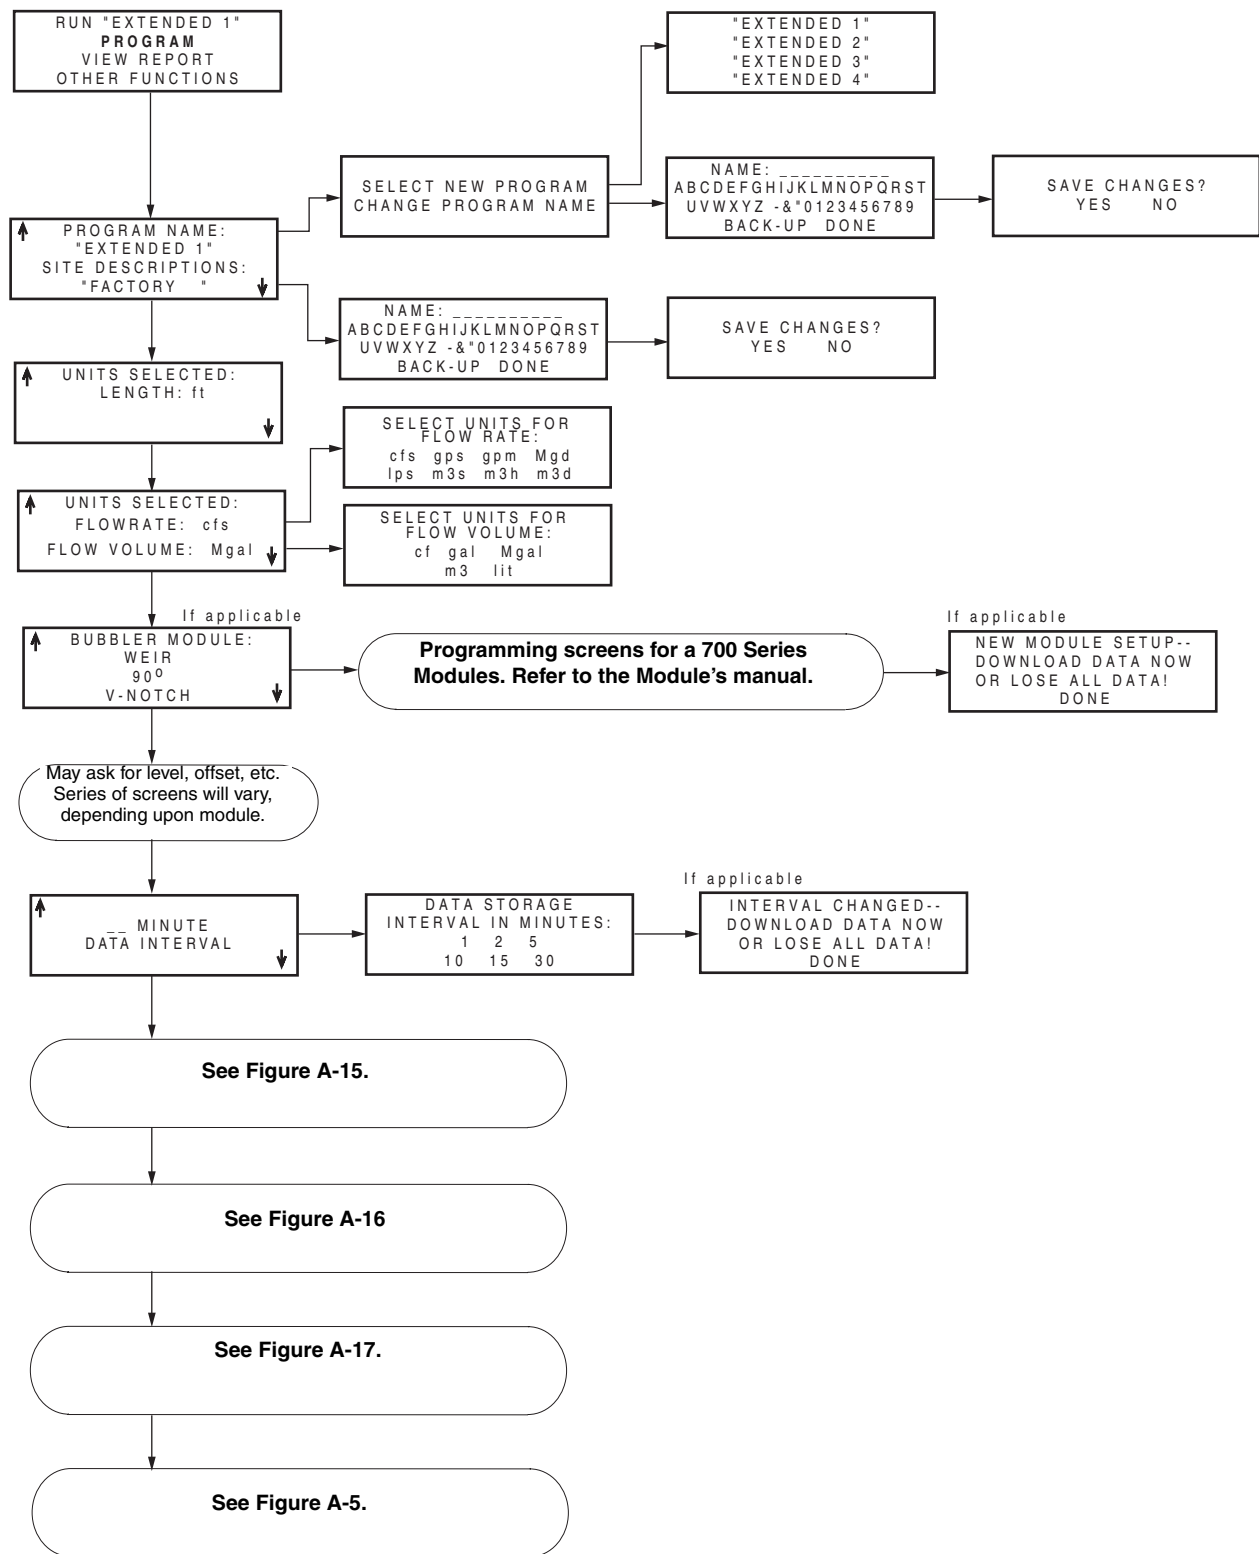 RUN "EXTENDED 1"
PROGRAM
VIEW REPORT
OTHER FUNCTIONS
"EXTENDED 1"
"EXTENDED 2"
"EXTENDED 3"
"EXTENDED 4"
SELECT NEW PROGRAM
CHANGE PROGRAM NAME
NAME: __________
ABCDEFGHIJKLMNOPQRST
UVWXYZ -&"0123456789
BACK-UP DONE
SAVE CHANGES?
YES NO
PROGRAM NAME:
"EXTENDED 1"
SITE DESCRIPTIONS:
"FACTORY "
NAME: __________
ABCDEFGHIJKLMNOPQRST
UVWXYZ -&"0123456789
BACK-UP DONE
SAVE CHANGES?
YES NO
UNITS SELECTED:
LENGTH: ft
SELECT UNITS FOR
FLOW RATE:
cfs gps gpm Mgd
lps m3s m3h m3d
UNITS SELECTED:
FLOWRATE: cfs
FLOW VOLUME: Mgal
SELECT UNITS FOR
FLOW VOLUME:
cf gal Mgal
m3 lit
If applicable
BUBBLER MODULE:
WEIR
90º
V-NOTCH
Programming screens for a 700 Series
Modules. Refer to the Module's manual.
If applicable
NEW MODULE SETUP--
DOWNLOAD DATA NOW
OR LOSE ALL DATA!
DONE
May ask for level, offset, etc.
Series of screens will vary,
depending upon module.
__ MINUTE
DATA INTERVAL
DATA STORAGE
INTERVAL IN MINUTES:
1 2 5
10 15 30
If applicable
INTERVAL CHANGED--
DOWNLOAD DATA NOW
OR LOSE ALL DATA!
DONE
See Figure A-15.
See Figure A-16
See Figure A-17.
See Figure A-5.